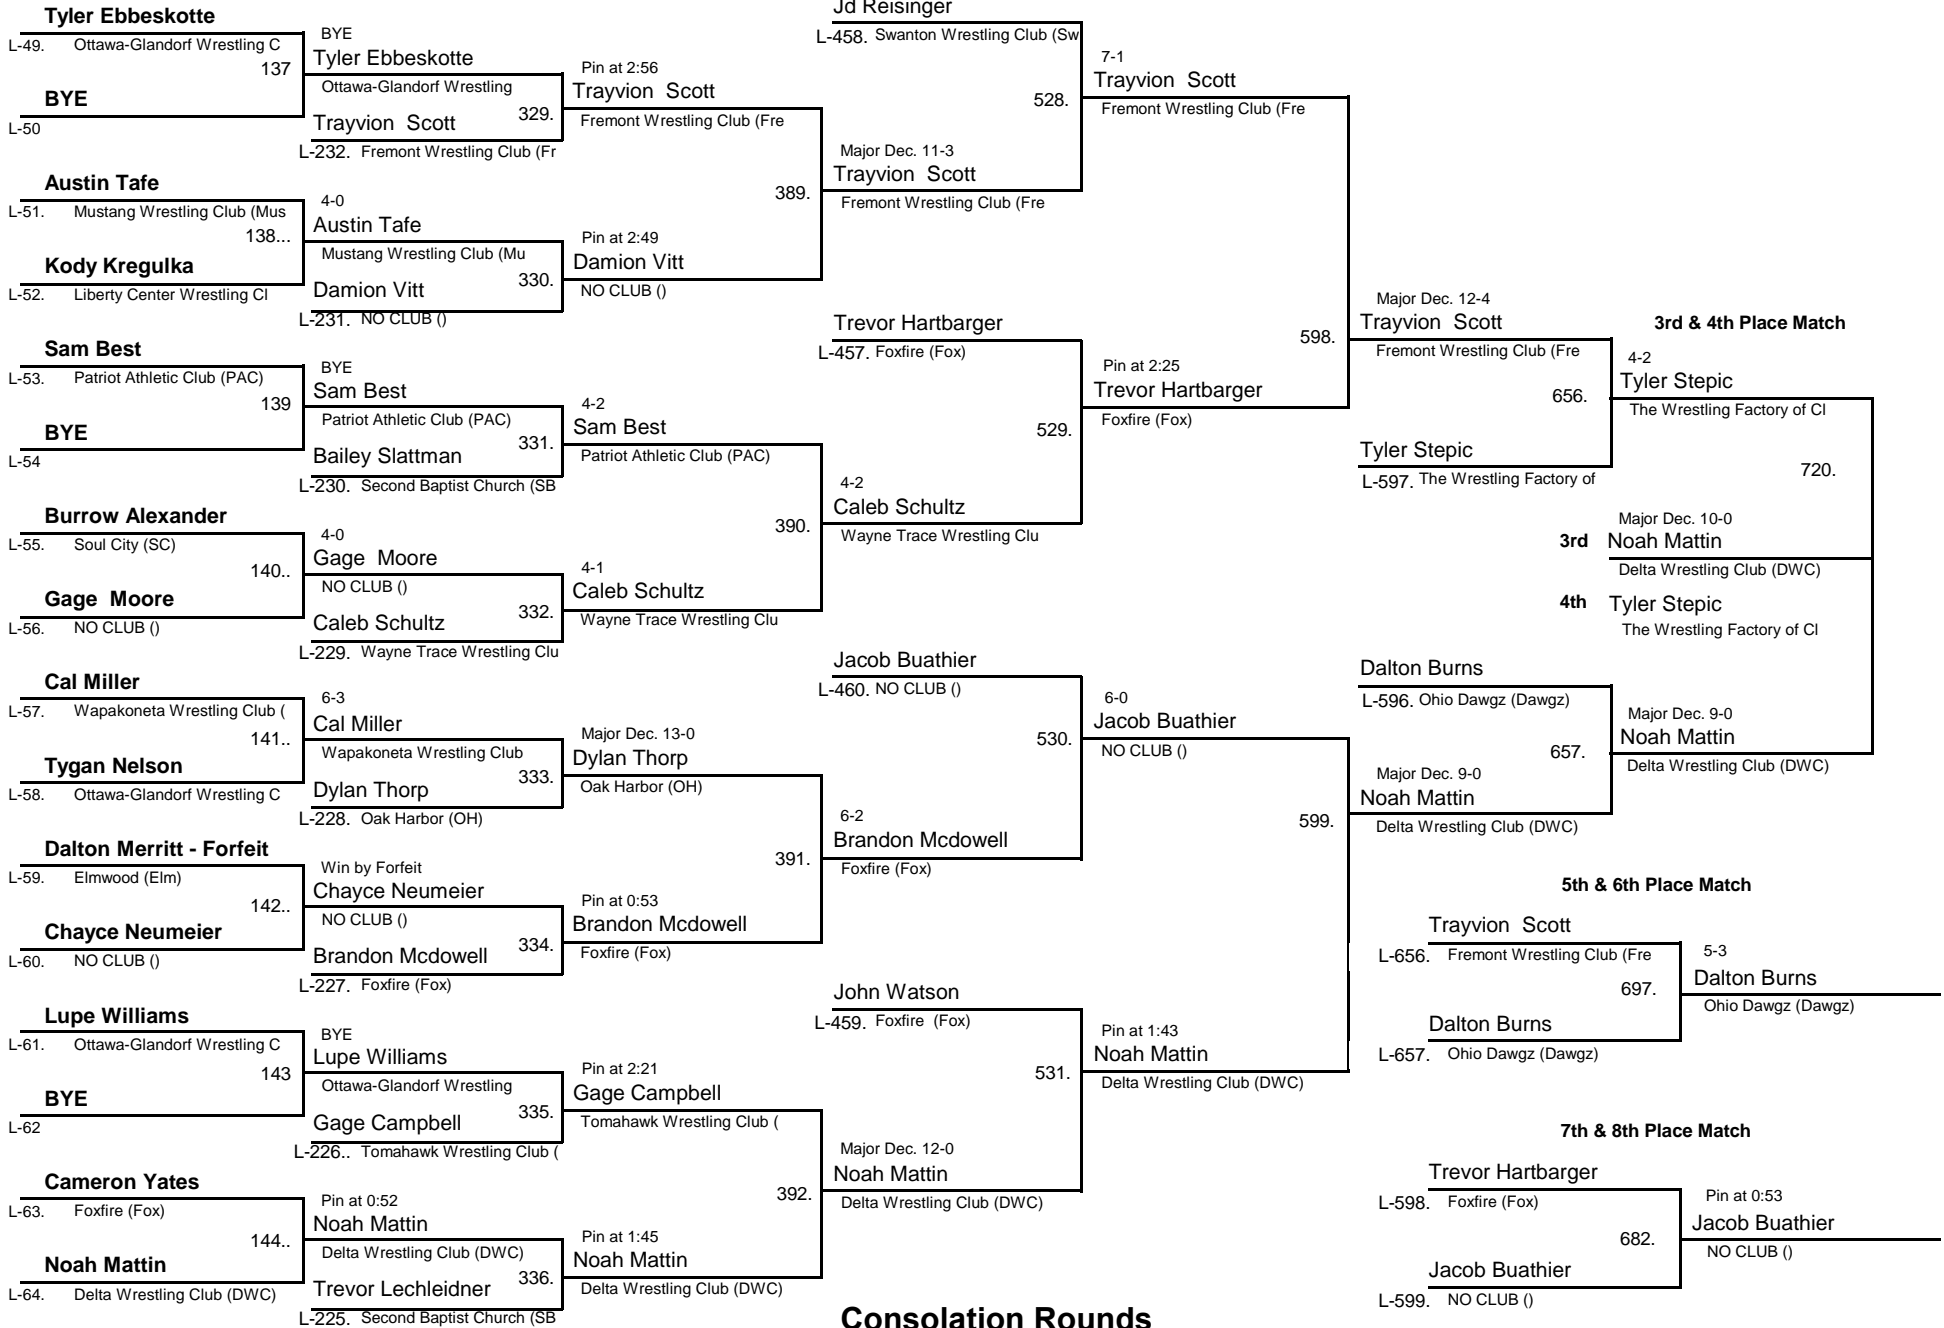 Tyler Ebbeskotte
L-49. Ottawa-Glandorf Wrestling C
137
BYE
L-50
Austin Tafe
L-51. Mustang Wrestling Club (Mus
138...
Kody Kregulka
L-52. Liberty Center Wrestling Cl
Sam Best
L-53. Patriot Athletic Club (PAC)
139
BYE
L-54
Burrow Alexander
L-55. Soul City (SC)
140..
Gage Moore
L-56. NO CLUB ()
Cal Miller
L-57. Wapakoneta Wrestling Club (
141..
Tygan Nelson
L-58. Ottawa-Glandorf Wrestling C
Dalton Merritt - Forfeit
L-59. Elmwood (Elm)
142..
Chayce Neumeier
L-60. NO CLUB ()
Lupe Williams
L-61. Ottawa-Glandorf Wrestling C
143
BYE
L-62
Cameron Yates
L-63. Foxfire (Fox)
144..
Noah Mattin
L-64. Delta Wrestling Club (DWC)
BYE
Tyler Ebbeskotte
Ottawa-Glandorf Wrestling
329.
Trayvion Scott
L-232. Fremont Wrestling Club (Fr
4-0
Austin Tafe
Mustang Wrestling Club (Mu
330.
Damion Vitt
L-231. NO CLUB ()
BYE
Sam Best
Patriot Athletic Club (PAC)
331.
Bailey Slattman
L-230. Second Baptist Church (SB
4-0
Gage Moore
NO CLUB ()
332.
Caleb Schultz
L-229. Wayne Trace Wrestling Clu
6-3
Cal Miller
Wapakoneta Wrestling Club
333.
Dylan Thorp
L-228. Oak Harbor (OH)
Win by Forfeit
Chayce Neumeier
NO CLUB ()
334.
Brandon Mcdowell
L-227. Foxfire (Fox)
BYE
Lupe Williams
Ottawa-Glandorf Wrestling
335.
Gage Campbell
L-226.. Tomahawk Wrestling Club (
Pin at 0:52
Noah Mattin
Delta Wrestling Club (DWC)
336.
Trevor Lechleidner
L-225. Second Baptist Church (SB
Pin at 2:56
Trayvion Scott
Fremont Wrestling Club (Fre
389.
Pin at 2:49
Damion Vitt
NO CLUB ()
4-2
Sam Best
Patriot Athletic Club (PAC)
390.
4-1
Caleb Schultz
Wayne Trace Wrestling Clu
Major Dec. 13-0
Dylan Thorp
Oak Harbor (OH)
391.
Pin at 0:53
Brandon Mcdowell
Foxfire (Fox)
Pin at 2:21
Gage Campbell
Tomahawk Wrestling Club (
392.
Pin at 1:45
Noah Mattin
Delta Wrestling Club (DWC)
Jd Reisinger
L-458. Swanton Wrestling Club (Sw
528.
Major Dec. 11-3
Trayvion Scott
Fremont Wrestling Club (Fre
Trevor Hartbarger
L-457. Foxfire (Fox)
529.
4-2
Caleb Schultz
Wayne Trace Wrestling Clu
Jacob Buathier
L-460. NO CLUB ()
530.
6-2
Brandon Mcdowell
Foxfire (Fox)
John Watson
L-459. Foxfire (Fox)
531.
Major Dec. 12-0
Noah Mattin
Delta Wrestling Club (DWC)
7-1
Trayvion Scott
Fremont Wrestling Club (Fre
598.
Pin at 2:25
Trevor Hartbarger
Foxfire (Fox)
6-0
Jacob Buathier
NO CLUB ()
599.
Pin at 1:43
Noah Mattin
Delta Wrestling Club (DWC)
Major Dec. 12-4
Trayvion Scott
Fremont Wrestling Club (Fre
656.
Tyler Stepic
L-597. The Wrestling Factory of
3rd & 4th Place Match
4-2
Tyler Stepic
The Wrestling Factory of Cl
720.
Major Dec. 10-0
3rd Noah Mattin
Delta Wrestling Club (DWC)
4th Tyler Stepic
The Wrestling Factory of Cl
Dalton Burns
L-596. Ohio Dawgz (Dawgz)
657.
Major Dec. 9-0
Noah Mattin
Delta Wrestling Club (DWC)
Major Dec. 9-0
Noah Mattin
Delta Wrestling Club (DWC)
5th & 6th Place Match
Trayvion Scott
L-656. Fremont Wrestling Club (Fre
697.
Dalton Burns
L-657. Ohio Dawgz (Dawgz)
5-3
Dalton Burns
Ohio Dawgz (Dawgz)
7th & 8th Place Match
Trevor Hartbarger
L-598. Foxfire (Fox)
682.
Jacob Buathier
L-599. NO CLUB ()
Pin at 0:53
Jacob Buathier
NO CLUB ()
Consolation Rounds